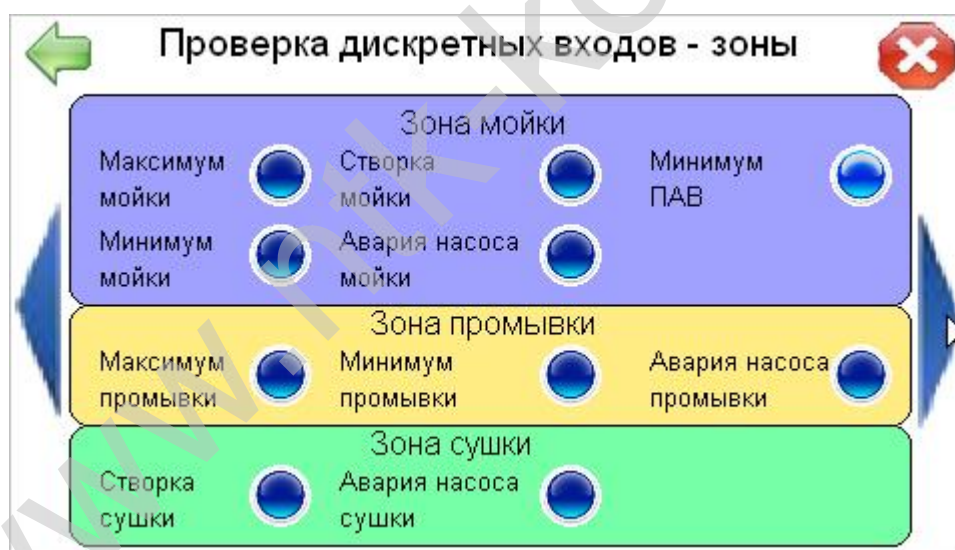 Проверка дискретных входов - зоны
Зона мойки
Максимум
мойки
Створка
мойки
Минимум
ПАВ
Минимум
мойки
Авария насоса
мойки
Зона промывки
Максимум
промывки
Минимум
промывки
Авария насоса
промывки
Зона сушки
Створка
сушки
Авария насоса
сушки